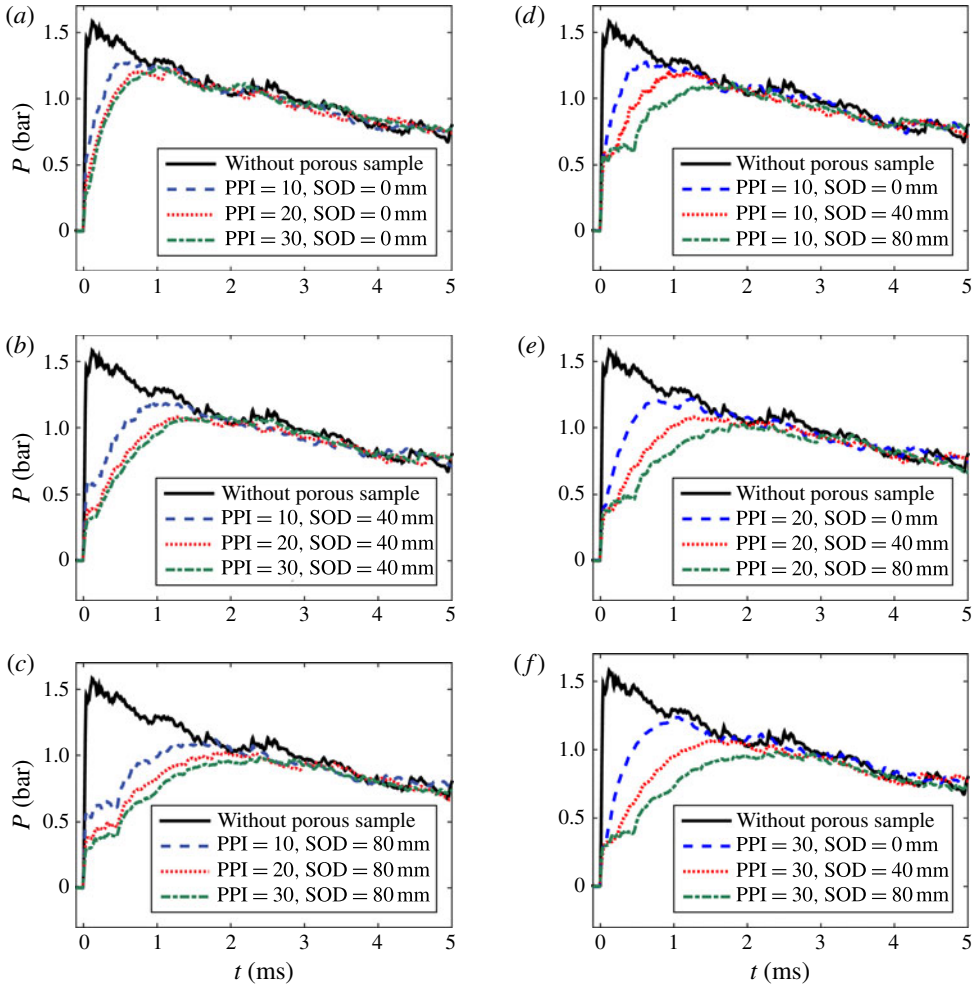 (a)
1.5
1.0
0.5
0
P (bar)
Without porous sample
PPI = 10, SOD = 0 mm
PPI = 20, SOD = 0 mm
PPI = 30, SOD = 0 mm
0 1 2 3 4 5
(d)
1.5
1.0
0.5
0
P (bar)
Without porous sample
PPI = 10, SOD = 0 mm
PPI = 10, SOD = 40 mm
PPI = 10, SOD = 80 mm
0 1 2 3 4 5
(b)
1.5
1.0
0.5
0
P (bar)
Without porous sample
PPI = 10, SOD = 40 mm
PPI = 20, SOD = 40 mm
PPI = 30, SOD = 40 mm
0 1 2 3 4 5
(e)
1.5
1.0
0.5
0
P (bar)
Without porous sample
PPI = 20, SOD = 0 mm
PPI = 20, SOD = 40 mm
PPI = 20, SOD = 80 mm
0 1 2 3 4 5
(c)
1.5
1.0
0.5
0
P (bar)
Without porous sample
PPI = 10, SOD = 80 mm
PPI = 20, SOD = 80 mm
PPI = 30, SOD = 80 mm
0 1 2 3 4 5
t (ms)
(f)
1.5
1.0
0.5
0
P (bar)
Without porous sample
PPI = 30, SOD = 0 mm
PPI = 30, SOD = 40 mm
PPI = 30, SOD = 80 mm
0 1 2 3 4 5
t (ms)